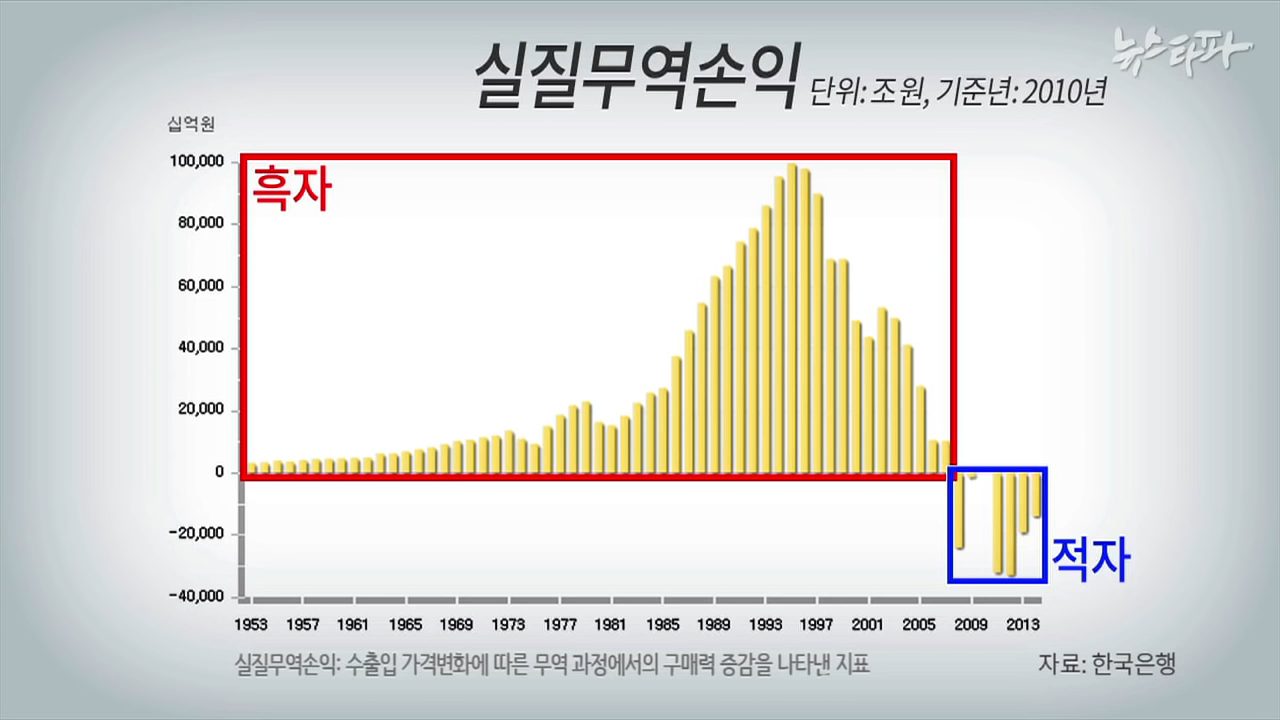 뉴스타파
실질무역손익 단위: 조원, 기준년: 2010년
십억원
100,000
80,000
60,000
40,000
20,000
0
-20,000
-40,000
흑자
적자
1953 1957 1961 1965 1969 1973 1977 1981 1985 1989 1993 1997 2001 2005 2009 2013
실질무역손익: 수출입 가격변화에 따른 무역 과정에서의 구매력 증감을 나타낸 지표
자료: 한국은행